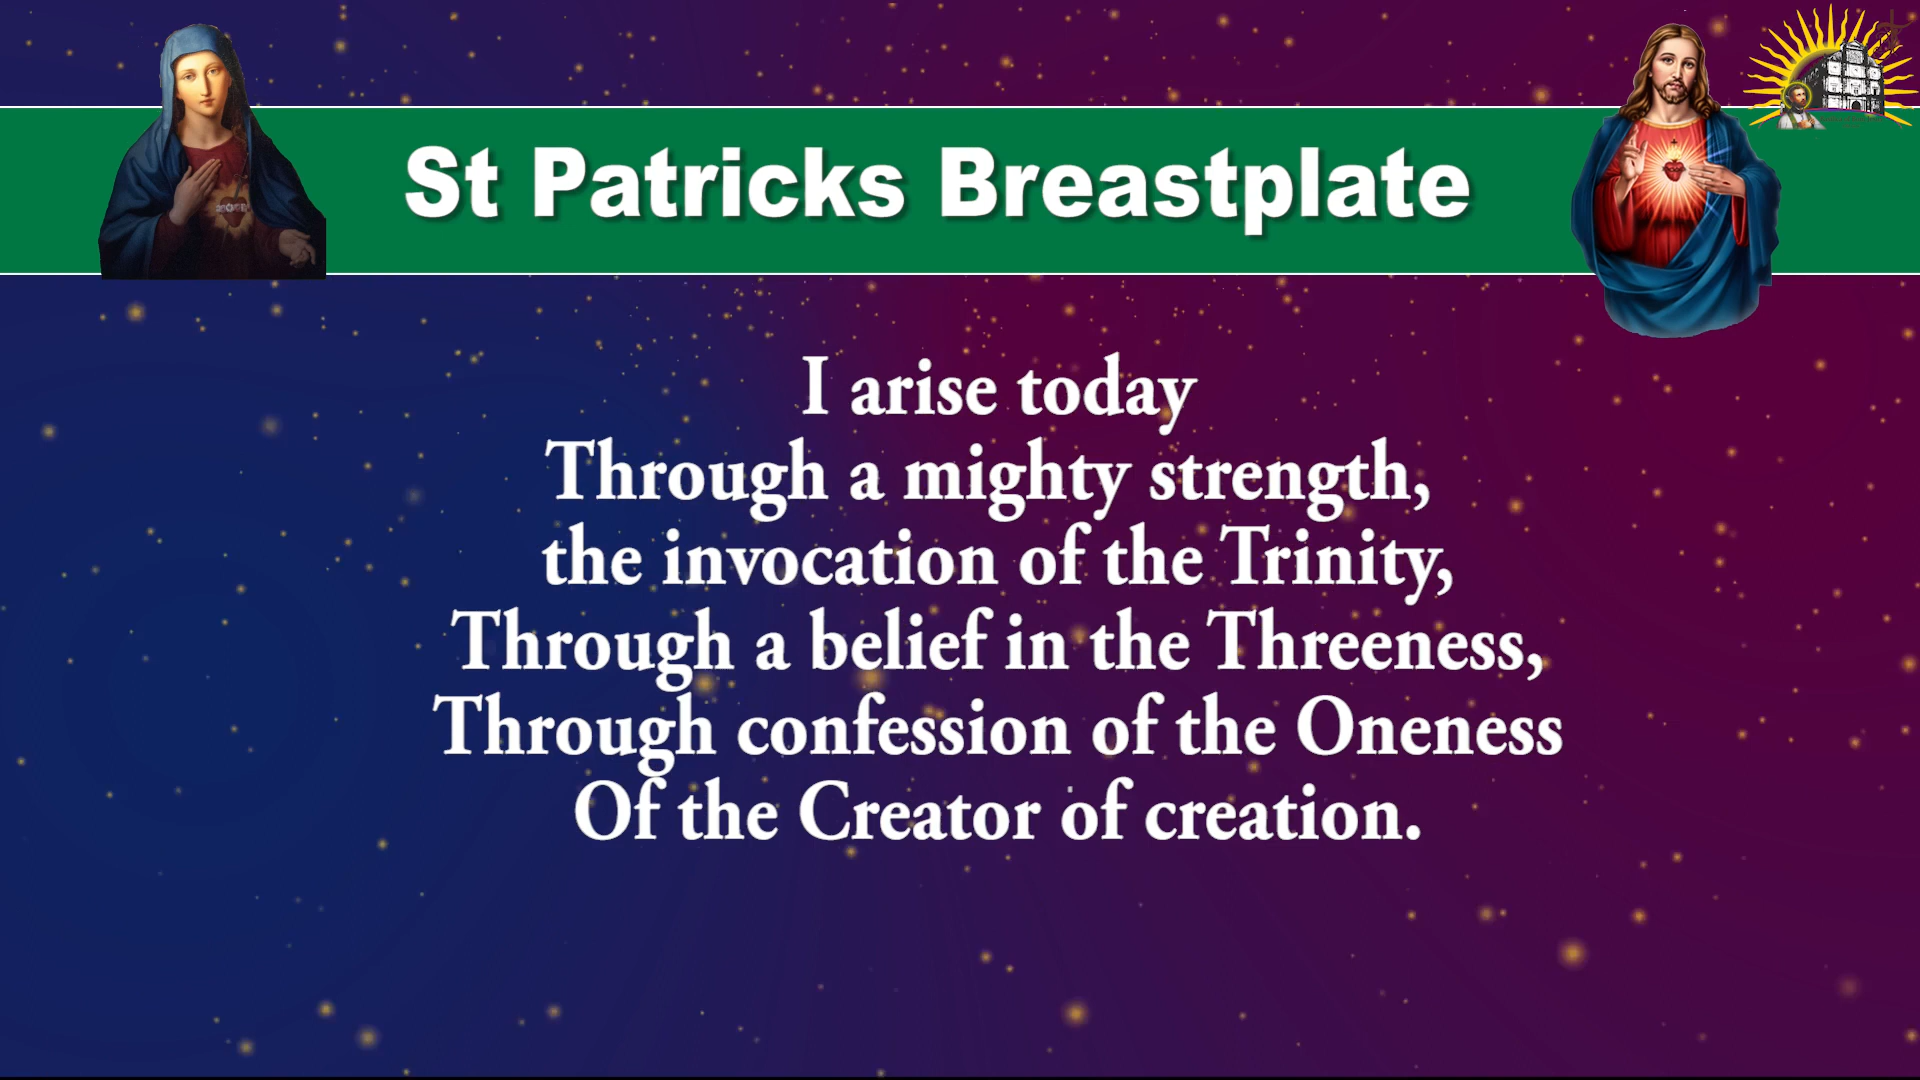 St Patricks Breastplate
I arise today
Through a mighty strength,
the invocation of the Trinity,
Through a belief in the Threeness,
Through confession of the Oneness
Of the Creator of creation.